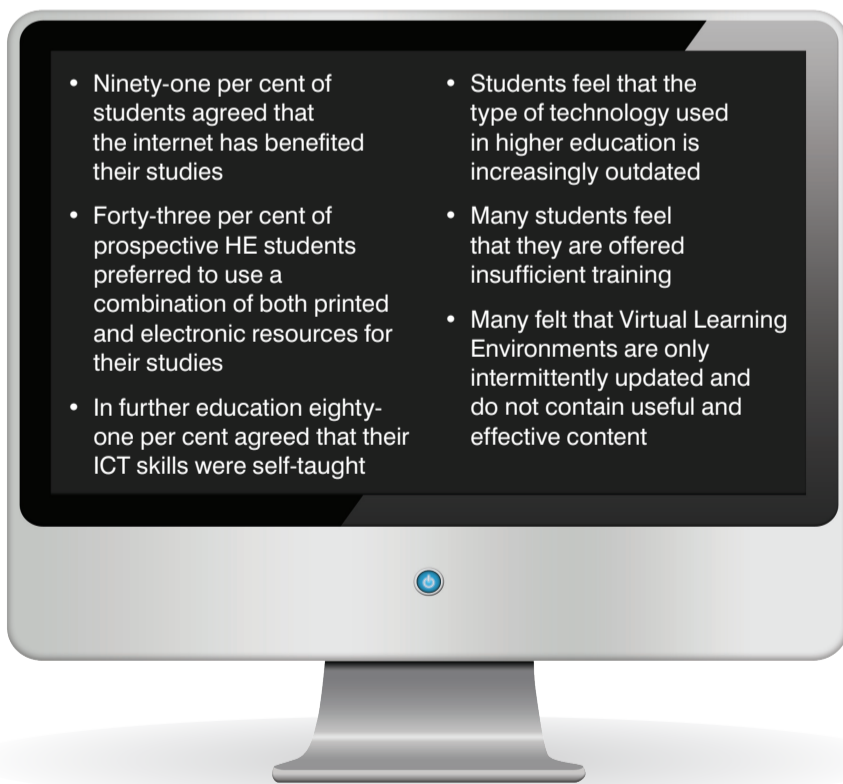 • Ninety-one per cent of
students agreed that
the internet has benefited
their studies
• Forty-three per cent of
prospective HE students
preferred to use a
combination of both printed
and electronic resources for
their studies
• In further education eighty-
one per cent agreed that their
ICT skills were self-taught
• Students feel that the
type of technology used
in higher education is
increasingly outdated
• Many students feel
that they are offered
insufficient training
• Many felt that Virtual Learning
Environments are only
intermittently updated and
do not contain useful and
effective content